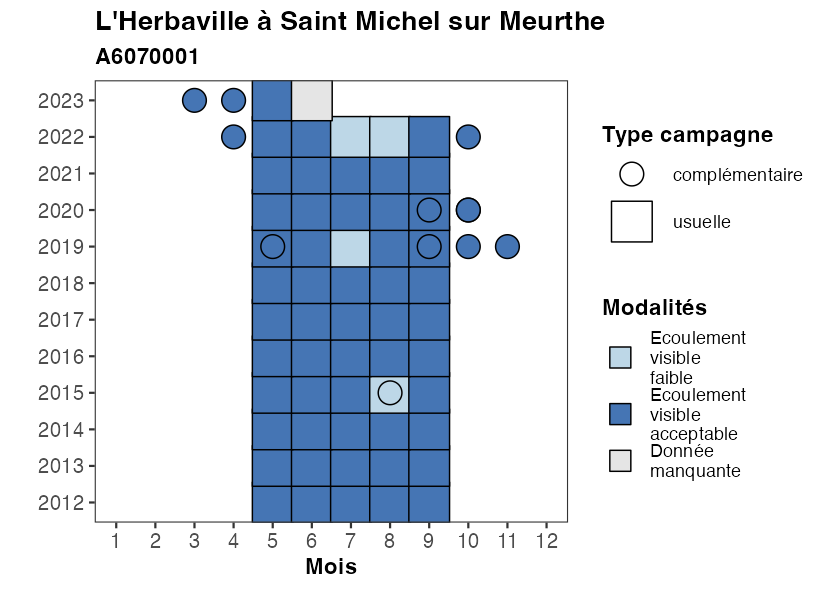 L'Herbaville à Saint Michel sur Meurthe
A6070001
2023
2022
2021
2020
2019
2018
2017
2016
2015
2014
2013
2012
1 2 3 4 5 6 7 8 9 10 11 12
Mois
Type campagne
complémentaire
usuelle
Modalités
Ecoulement
visible
faible
Ecoulement
visible
acceptable
Donnée
manquante